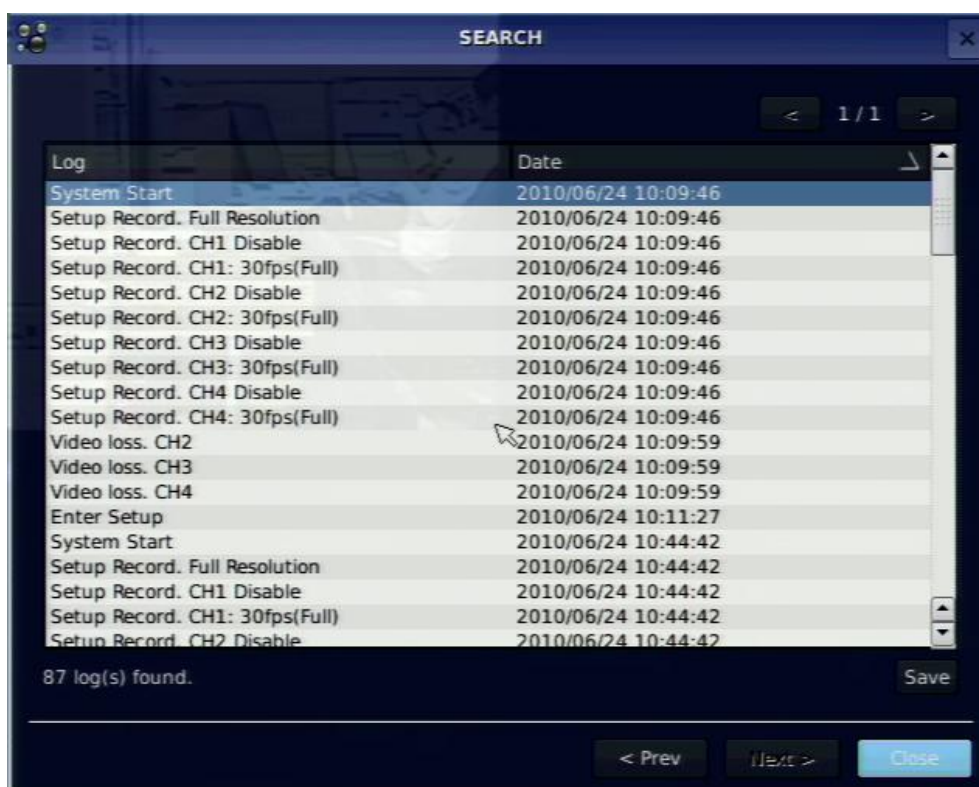 SEARCH
< 1 / 1 >
Log Date
System Start 2010/06/24 10:09:46
Setup Record. Full Resolution 2010/06/24 10:09:46
Setup Record. CH1 Disable 2010/06/24 10:09:46
Setup Record. CH1: 30fps(Full) 2010/06/24 10:09:46
Setup Record. CH2 Disable 2010/06/24 10:09:46
Setup Record. CH2: 30fps(Full) 2010/06/24 10:09:46
Setup Record. CH3 Disable 2010/06/24 10:09:46
Setup Record. CH3: 30fps(Full) 2010/06/24 10:09:46
Setup Record. CH4 Disable 2010/06/24 10:09:46
Setup Record. CH4: 30fps(Full) 2010/06/24 10:09:46
Video loss. CH2 2010/06/24 10:09:59
Video loss. CH3 2010/06/24 10:09:59
Video loss. CH4 2010/06/24 10:09:59
Enter Setup 2010/06/24 10:11:27
System Start 2010/06/24 10:44:42
Setup Record. Full Resolution 2010/06/24 10:44:42
Setup Record. CH1 Disable 2010/06/24 10:44:42
Setup Record. CH1: 30fps(Full) 2010/06/24 10:44:42
Setup Record. CH2 Disable 2010/06/24 10:44:42
87 log(s) found. Save
< Prev Next > Close